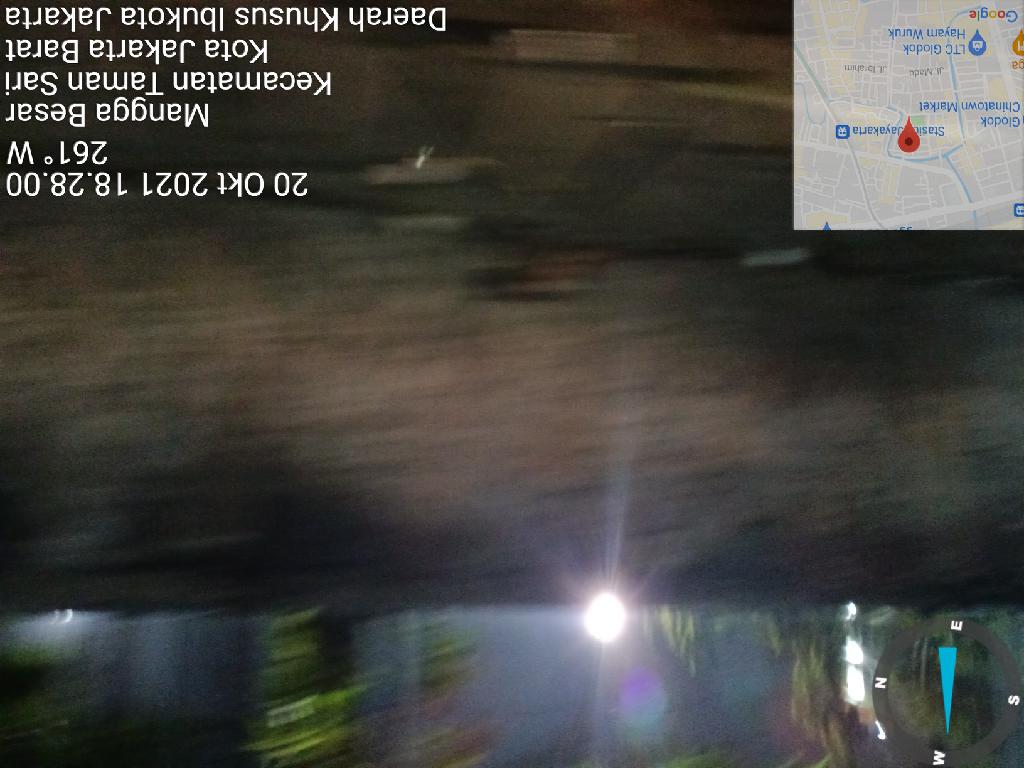 W
S
N
E
Stasiu Jayakarta
Glodok
Chinatown Market
Jl. Madu
Jl. Ibrahim
LTC Glodok
Hayam Wuruk
Google
20 Okt 2021 18.28.00
261° W
Mangga Besar
Kecamatan Taman Sari
Kota Jakarta Barat
Daerah Khusus Ibukota Jakarta